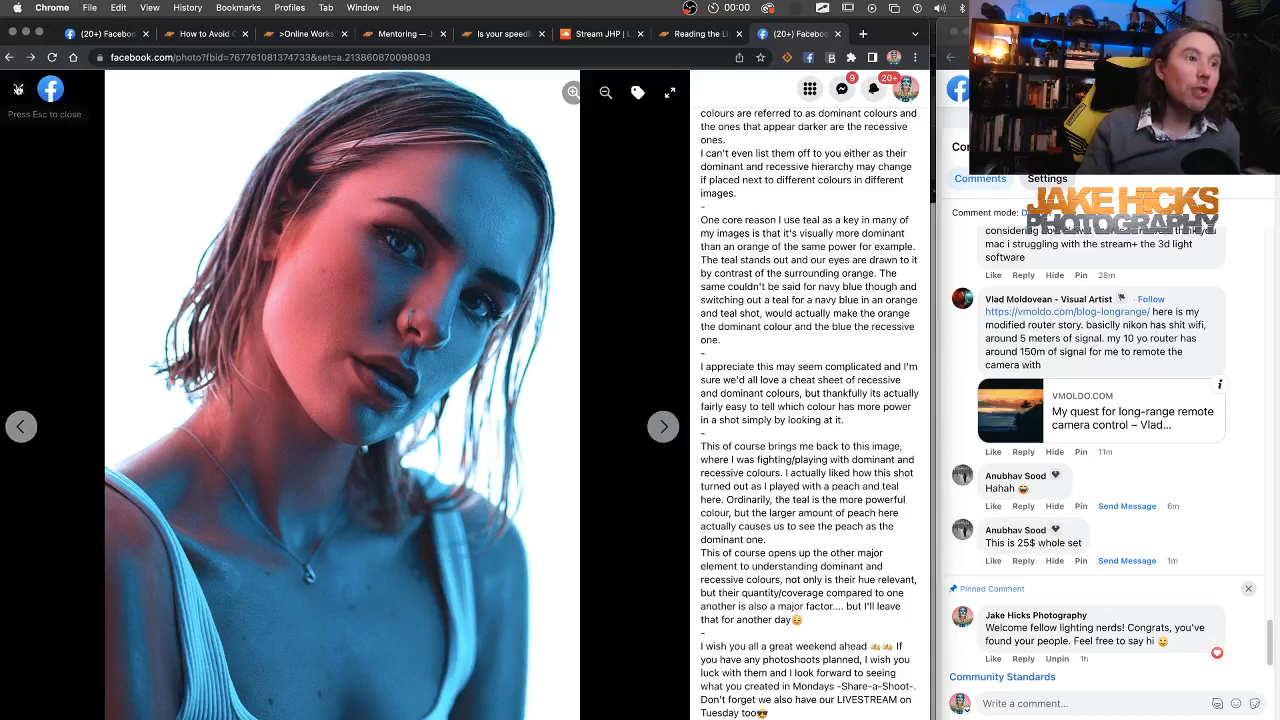 Chrome File Edit View History Bookmarks Profiles Tab Window Help
00:00
(20+) Faceboo
How to Avoid C
>Online Worke
Mentoring — J
Is your speedl
Stream JHP | L
Reading the Li
(20+) Faceboo
facebook.com/photo?fbid=767761081374733&set=a.213860870098093
Press Esc to close
9
20+
colours are referred to as dominant colours and
the ones that appear darker are the recessive
ones.
I can't even list them off to you either as their
dominant and recessive hierarchy may change
if placed next to different colours in different
images.
-
One core reason I use teal as a key in many of
my images is that it's visually more dominant
than an orange of the same power for example.
The teal stands out and our eyes are drawn to it
by contrast of the surrounding orange. The
same couldn't be said for navy blue though and
switching out a teal for a navy blue in an orange
and teal shot, would actually make the orange
the dominant colour and the blue the recessive
one.
-
I appreciate this may seem complicated and I'm
sure we'd all love a cheat sheet of recessive
and dominant colours, but thankfully its actually
fairly easy to tell which colour has more power
in a shot simply by looking at it.
-
This of course brings me back to this image,
where I was fighting/playing with dominant and
recessive colours. I actually liked how this shot
turned out as I played with a peach and teal
here. Ordinarily, the teal is the more powerful
colour, but the larger amount of peach here
actually causes us to see the peach as the
dominant one.
This of course opens up the other major
element to understanding dominant and
recessive colours, not only is their hue relevant,
but their quantity/coverage compared to one
another is also a major factor.... but I'll leave
that for another day😉
-
I wish you all a great weekend ahead 🍻🍻 If
you have any photoshoots planned, I wish you
luck with them and I look forward to seeing
what you created in Mondays -Share-a-Shoot-.
Don't forget we also have our LIVESTREAM on
Tuesday too😎
Comments Settings
JAKE HICKS
PHOTOGRAPHY
Comment mode:
mac i struggling with the stream+ the 3d light
software
Like Reply Hide Pin 28m
Vlad Moldovean - Visual Artist · Follow
https://vmoldo.com/blog-longrange/ here is my
modified router story. basiclly nikon has shit wifi,
around 5 meters of signal. my 10 yo router has
around 150m of signal for me to remote the
camera with
VMOLDO.COM
My quest for long-range remote
camera control – Vlad...
Like Reply Hide Pin 11m
Anubhav Sood
Hahah 😂
Like Reply Hide Pin Send Message 6m
Anubhav Sood
This is 25$ whole set
Like Reply Hide Pin Send Message 1m
Pinned Comment
Jake Hicks Photography
Welcome fellow lighting nerds! Congrats, you've
found your people. Feel free to say hi 😉
Like Reply Unpin 1h
Community Standards
Write a comment...